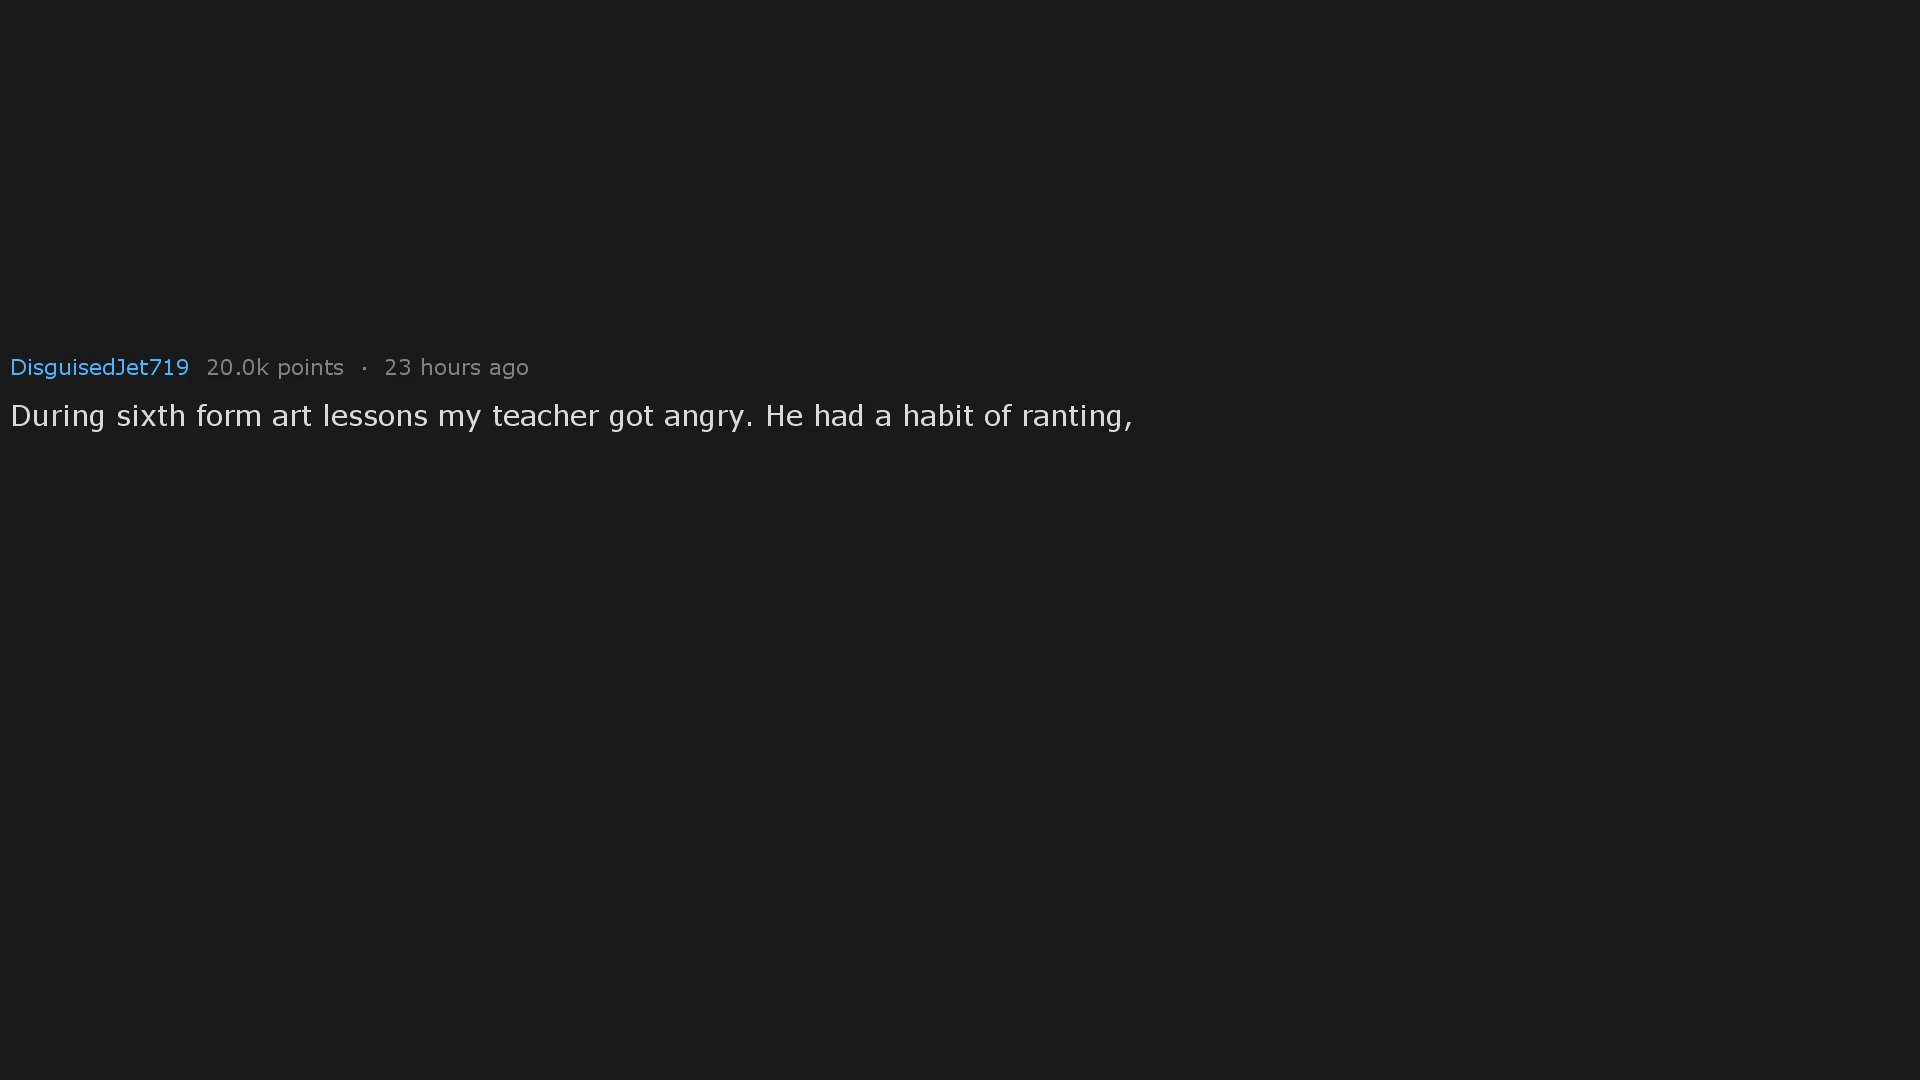 DisguisedJet719 20.0k points · 23 hours ago
During sixth form art lessons my teacher got angry. He had a habit of ranting,